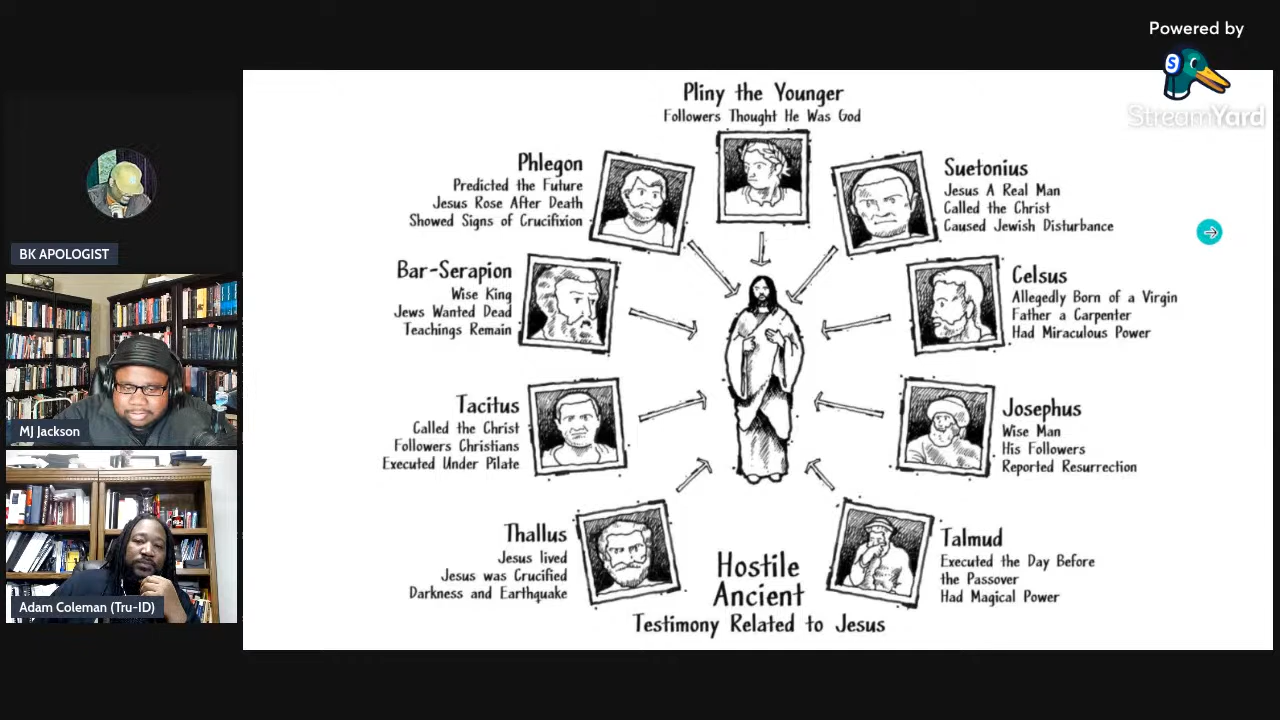 Powered by
S
StreamYard
Pliny the Younger
Followers Thought He Was God
Phlegon
Predicted the Future
Jesus Rose After Death
Showed Signs of Crucifixion
Suetonius
Jesus A Real Man
Called the Christ
Caused Jewish Disturbance
Bar-Serapion
Wise King
Jews Wanted Dead
Teachings Remain
Celsus
Allegedly Born of a Virgin
Father a Carpenter
Had Miraculous Power
Tacitus
Called the Christ
Followers Christians
Executed Under Pilate
Josephus
Wise Man
His Followers
Reported Resurrection
Thallus
Jesus lived
Jesus was Crucified
Darkness and Earthquake
Talmud
Executed the Day Before
the Passover
Had Magical Power
Hostile
Ancient
Testimony Related to Jesus
BK APOLOGIST
MJ Jackson
Adam Coleman (Tru-ID)